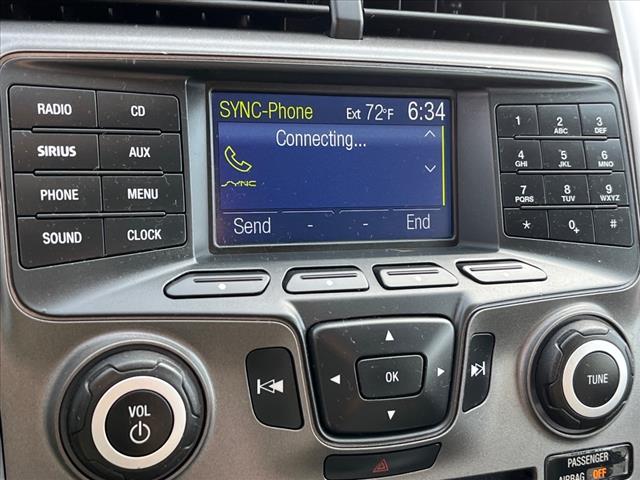 RADIO CD
SIRIUS AUX
PHONE MENU
SOUND CLOCK
SYNC-Phone Ext 72°F 6:34
Connecting...
SYNC
Send - - End
1 2 ABC 3 DEF
4 GHI 5 JKL 6 MNO
7 PQRS 8 TUV 9 WXYZ
* 0+ #
VOL
OK
TUNE
PASSENGER
AIRBAG OFF